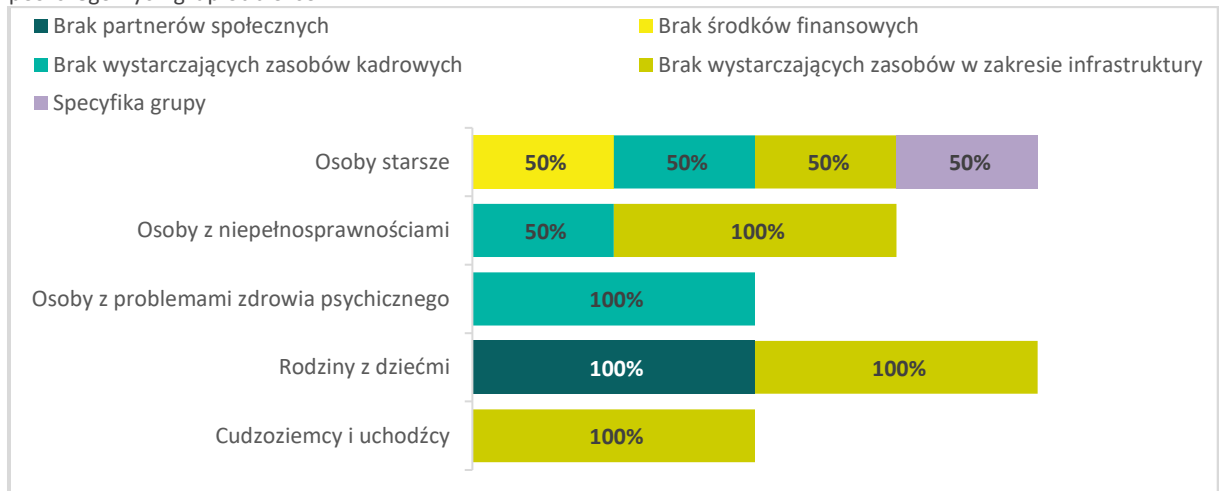 Brak partnerów społecznych
Brak środków finansowych
Brak wystarczających zasobów kadrowych
Brak wystarczających zasobów w zakresie infrastruktury
Specyfika grupy
Osoby starsze 50% 50% 50% 50%
Osoby z niepełnosprawnościami 50% 100%
Osoby z problemami zdrowia psychicznego 100%
Rodziny z dziećmi 100% 100%
Cudzoziemcy i uchodźcy 100%